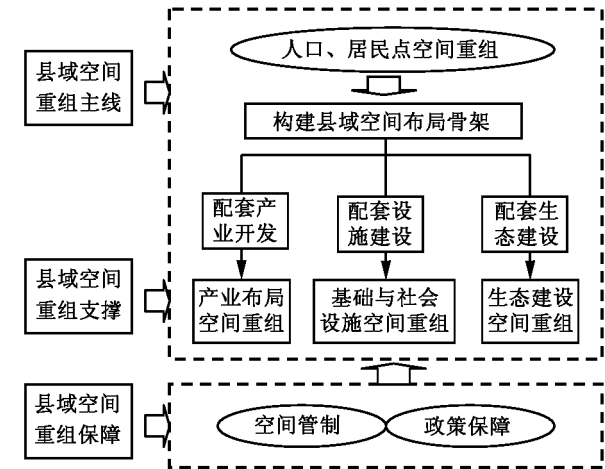 人口、居民点空间重组
县域空间
重组主线
构建县域空间布局骨架
配套产
业开发
配套设
施建设
配套生
态建设
县域空间
重组支撑
产业布局
空间重组
基础与社会
设施空间重组
生态建设
空间重组
县域空间
重组保障
空间管制
政策保障